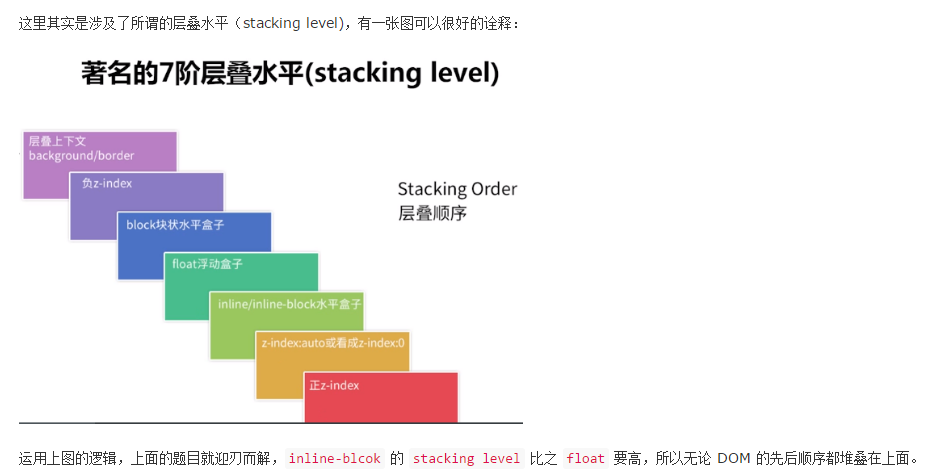 这里其实是涉及了所谓的层叠水平（stacking level)，有一张图可以很好的诠释：
著名的7阶层叠水平(stacking level)
层叠上下文
background/border
负z-index
block块状水平盒子
float浮动盒子
inline/inline-block水平盒子
z-index:auto或看成z-index:0
正z-index
Stacking Order
层叠顺序
运用上图的逻辑，上面的题目就迎刃而解，inline-blcok 的 stacking level 比之 float 要高，所以无论 DOM 的先后顺序都堆叠在上面。